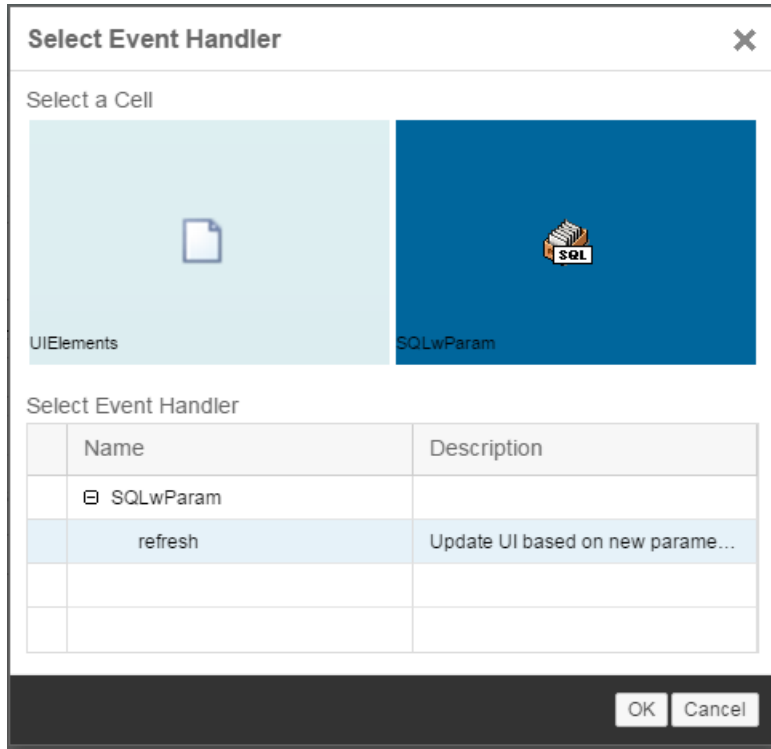 Select Event Handler
Select a Cell
SQL
UIElements SQLwParam
Select Event Handler
Name Description
SQLwParam
refresh Update UI based on new parame...
OK Cancel